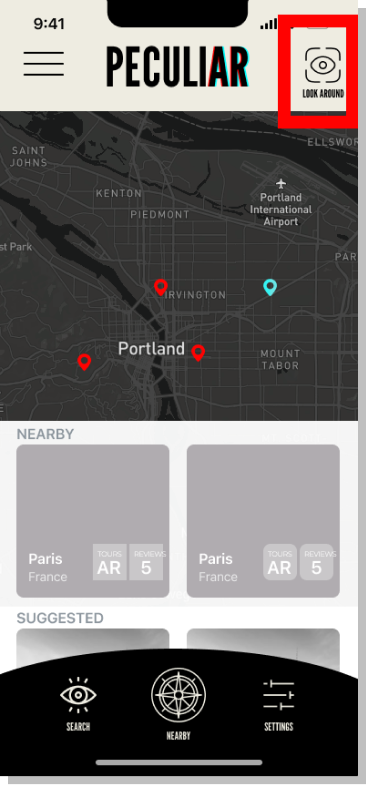 9:41
PECULIAR
LOOK AROUND
ELLSWOR
SAINT
JOHNS
KENTON
PIEDMONT
Portland
International
Airport
st Park
PAR
IRVINGTON
Portland
MOUNT
TABOR
E
NEARBY
Paris
France
TOURS
AR
REVIEWS
5
Paris
France
TOURS
AR
REVIEWS
5
SUGGESTED
SEARCH
NEARBY
SETTINGS